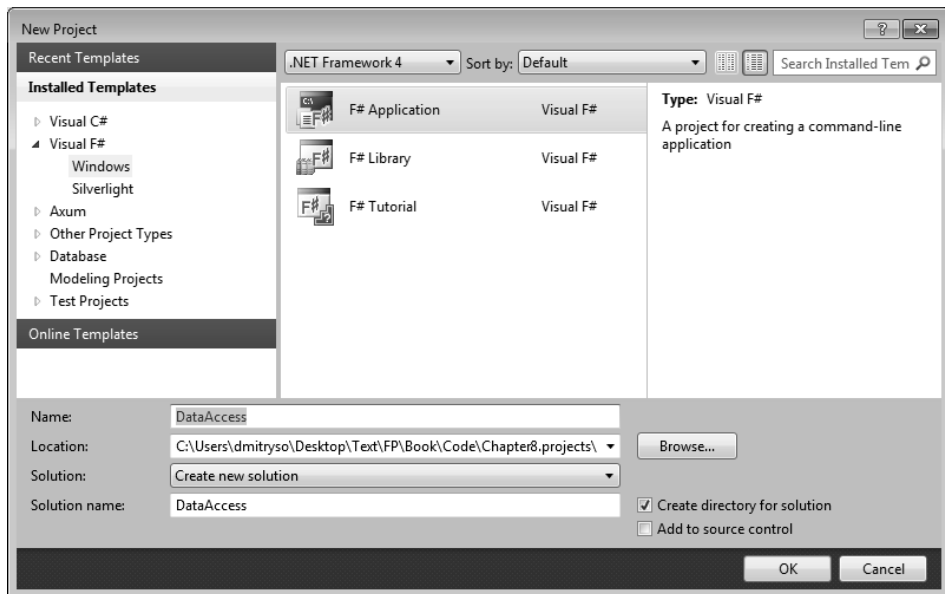 New Project
Recent Templates
.NET Framework 4 Sort by: Default Search Installed Tem
Installed Templates
Visual C#
Visual F#
Windows
Silverlight
Axum
Other Project Types
Database
Modeling Projects
Test Projects
Online Templates
F# Application Visual F#
F# Library Visual F#
F# Tutorial Visual F#
Type: Visual F#
A project for creating a command-line
application
Name: DataAccess
Location: C:\Users\dmitryso\Desktop\Text\FP\Book\Code\Chapter8.projects\ Browse...
Solution: Create new solution
Solution name: DataAccess
Create directory for solution
Add to source control
OK Cancel